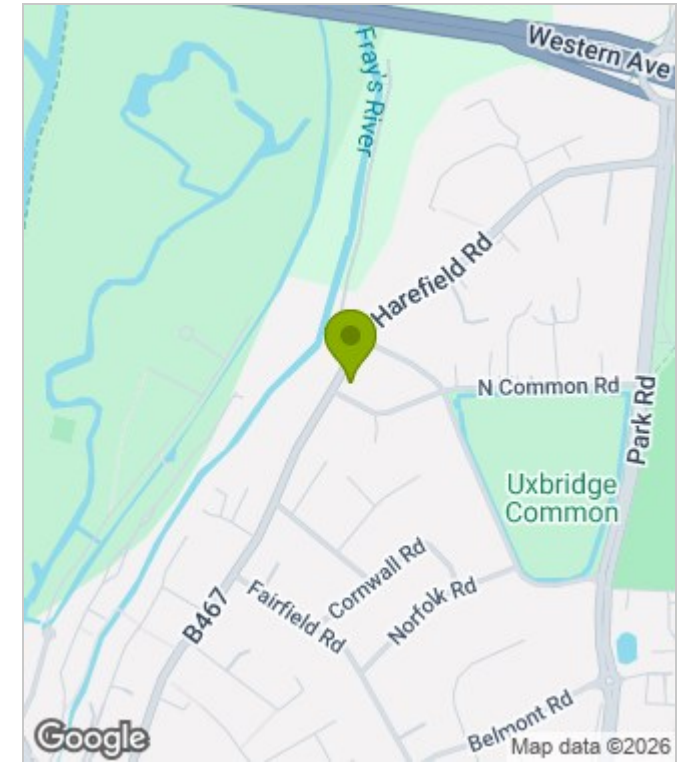 Western Ave
Fray's River
Harefield Rd
N Common Rd
Park Rd
Uxbridge
Common
Cornwall Rd
Norfolk Rd
B467
Fairfield Rd
Belmont Rd
Google
Map data ©2026